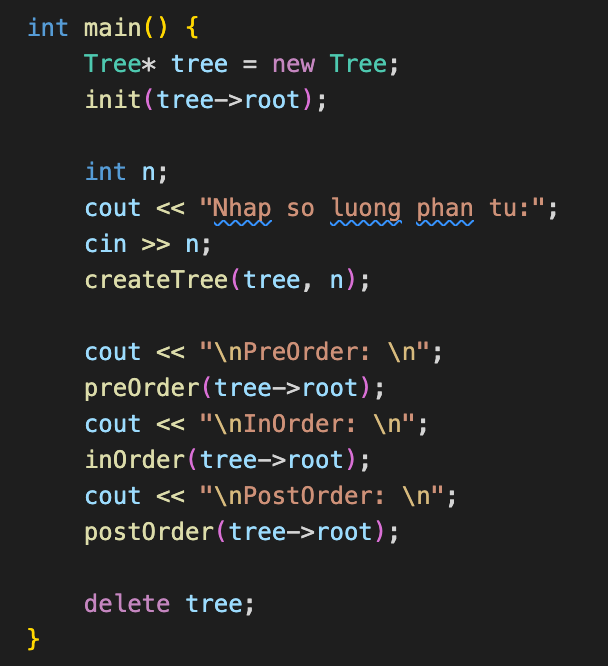 int main() {
    Tree* tree = new Tree;
    init(tree->root);

    int n;
    cout << "Nhap so luong phan tu:";
    cin >> n;
    createTree(tree, n);

    cout << "\nPreOrder: \n";
    preOrder(tree->root);
    cout << "\nInOrder: \n";
    inOrder(tree->root);
    cout << "\nPostOrder: \n";
    postOrder(tree->root);

    delete tree;
}